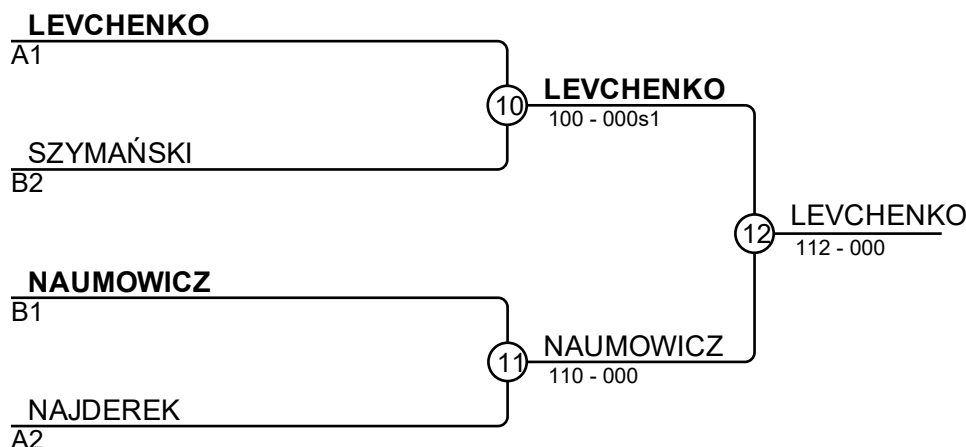 LEVCHENKO
A1
10
LEVCHENKO
100 - 000s1
SZYMAŃSKI
B2
12
LEVCHENKO
112 - 000
NAUMOWICZ
B1
11
NAUMOWICZ
110 - 000
NAJDEREK
A2